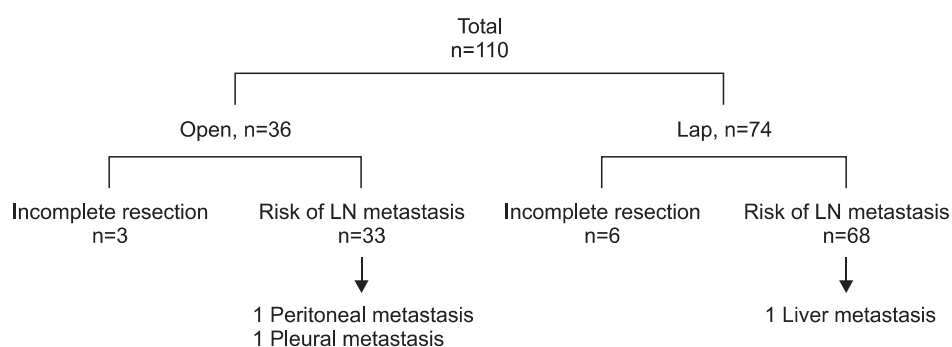 Total
n=110
Open, n=36
Lap, n=74
Incomplete resection
n=3
Risk of LN metastasis
n=33
Incomplete resection
n=6
Risk of LN metastasis
n=68
1 Peritoneal metastasis
1 Pleural metastasis
1 Liver metastasis